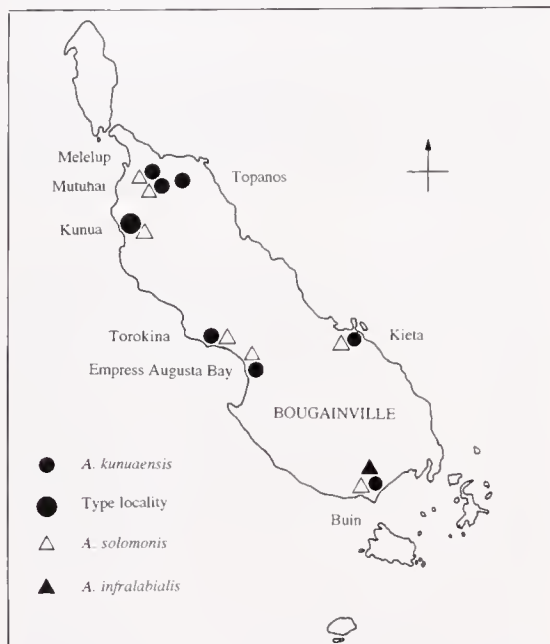 Melelup
Topanos
Mutuhai
Kunua
Torokina
Kieta
Empress Augusta Bay
BOUGAINVILLE
A. kunuaensis
Type locality
A. solomonis
Buin
A. infralabialis